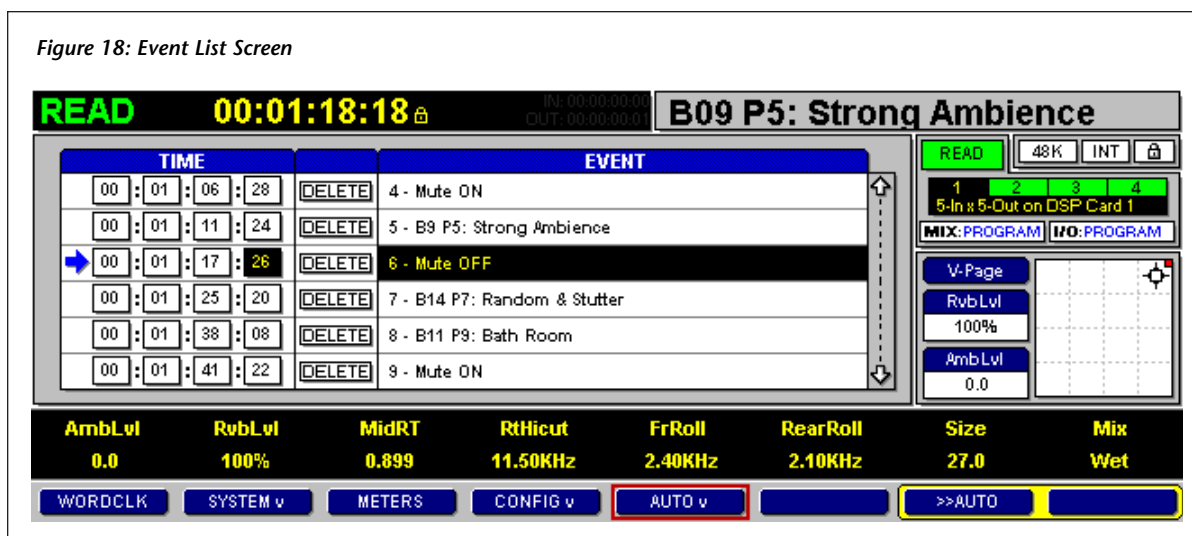 Figure 18: Event List Screen
READ 00:01:18:18 IN: 00:00:00:00 B09 P5: Strong Ambience
OUT: 00:00:00:01
TIME EVENT
00 : 01 : 06 : 28 DELETE 4 - Mute ON
00 : 01 : 11 : 24 DELETE 5 - B9 P5: Strong Ambience
00 : 01 : 17 : 26 DELETE 6 - Mute OFF
00 : 01 : 25 : 20 DELETE 7 - B14 P7: Random & Stutter
00 : 01 : 38 : 08 DELETE 8 - B11 P9: Bath Room
00 : 01 : 41 : 22 DELETE 9 - Mute ON
READ 48K INT
1 2 3 4
5-In x 5-Out on DSP Card 1
MIX:PROGRAM I/O:PROGRAM
V-Page
RvbLvl
100%
AmbLvl
0.0
AmbLvl RvbLvl MidRT RtHicut FrRoll RearRoll Size Mix
0.0 100% 0.899 11.50KHz 2.40KHz 2.10KHz 27.0 Wet
WORDCLK SYSTEM v METERS CONFIG v AUTO v >>AUTO